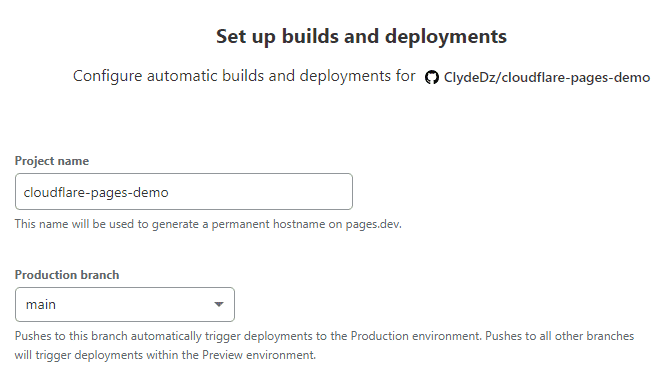 Set up builds and deployments
Configure automatic builds and deployments for ClydeDz/cloudflare-pages-demo
Project name
cloudflare-pages-demo
This name will be used to generate a permanent hostname on pages.dev.
Production branch
main
Pushes to this branch automatically trigger deployments to the Production environment. Pushes to all other branches
will trigger deployments within the Preview environment.